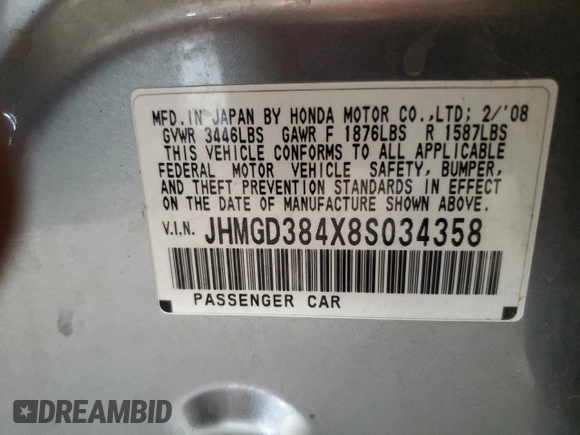 MFD. IN JAPAN BY HONDA MOTOR CO.,LTD; 2/'08
GVWR 3446LBS GAWR F 1876LBS R 1587LBS
THIS VEHICLE CONFORMS TO ALL APPLICABLE
FEDERAL MOTOR VEHICLE SAFETY, BUMPER,
AND THEFT PREVENTION STANDARDS IN EFFECT
ON THE DATE OF MANUFACTURE SHOWN ABOVE.
V.I.N. JHMGD384X8S034358
PASSENGER CAR
DREAMBID